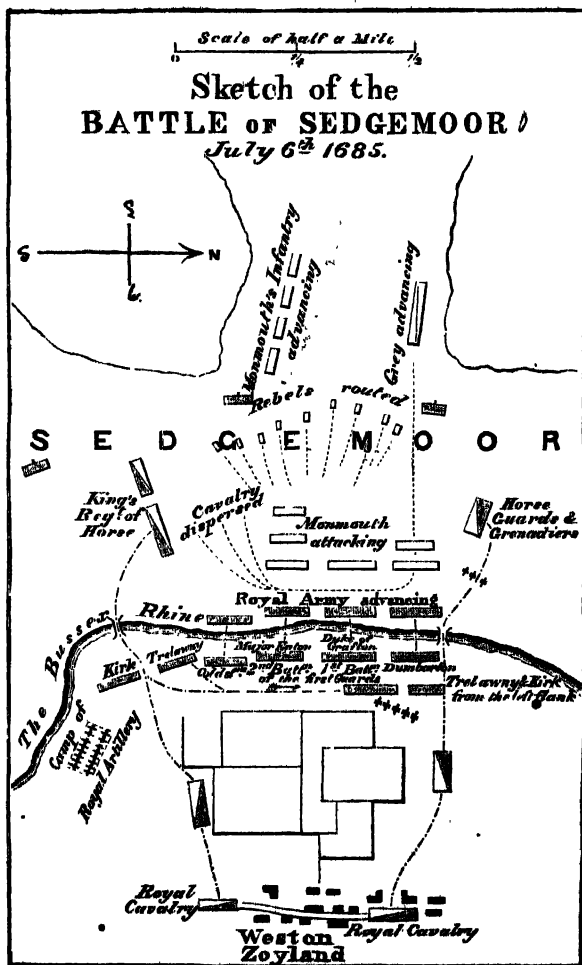 Scale of half a Mile
0 1/4 1/2
Sketch of the
BATTLE OF SEDGEMOOR
July 6th 1685.
S
S N
L
Monmouth's Infantry
advancing
Grey advancing
Rebels routed
SEDGEMOOR
King's
Regt. of
Horse
Cavalry
dispersed
Monmouth
attacking
Horse
Guards &
Grenadiers
Royal Army advancing
The Bussex Rhine
Kirk
Trelawny
Major Eaton
2nd Battn.
of the first Guards
Duke of
Grafton
1st Battn.
Dumbarton
Trelawny & Kirk
from the left flank
Camp of
Royal Artillery
Royal
Cavalry
Royal Cavalry
Weston
Zoyland